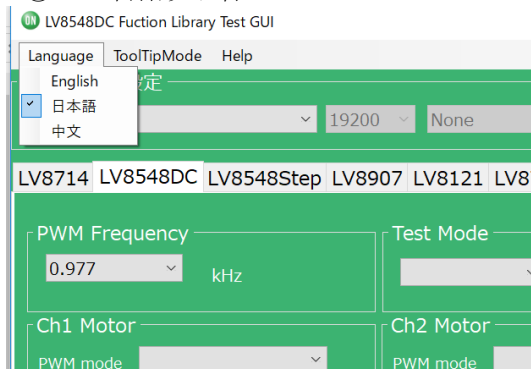 LV8548DC Fuction Library Test GUI
Language ToolTipMode Help
English
日本語
中文
定
19200 None
LV8714 LV8548DC LV8548Step LV8907 LV8121 LV8
PWM Frequency
Test Mode
0.977 kHz
Ch1 Motor
Ch2 Motor
PWM mode
PWM mode